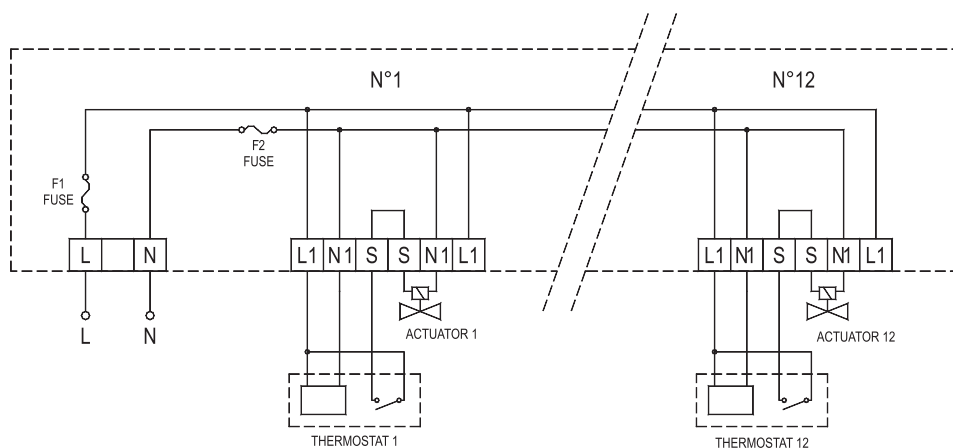 N°1
N°12
F2
FUSE
F1
FUSE
L N
L1 N1 S S N1 L1
L1 N1 S S N1 L1
L N
ACTUATOR 1
ACTUATOR 12
THERMOSTAT 1
THERMOSTAT 12